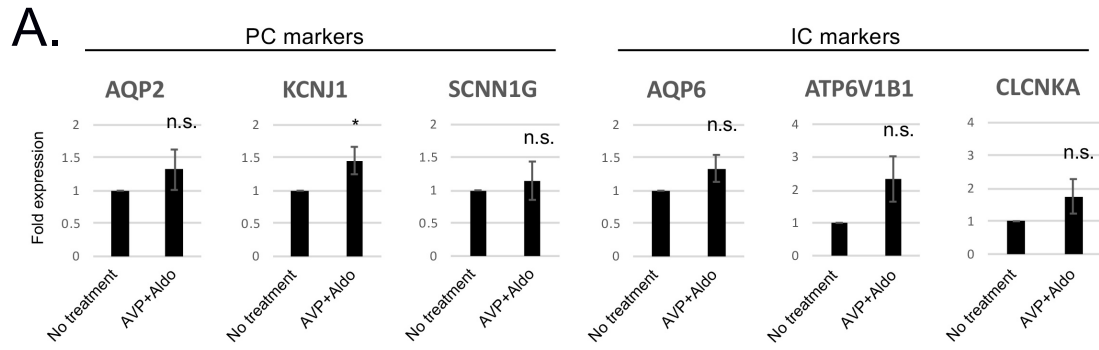 A.
PC markers
IC markers
AQP2
KCNJ1
SCNN1G
AQP6
ATP6V1B1
CLCNKA
Fold expression
2
1.5
1
0.5
0
n.s.
No treatment
AVP+Aldo
2
1.5
1
0.5
0
*
No treatment
AVP+Aldo
2
1.5
1
0.5
0
n.s.
No treatment
AVP+Aldo
2
1.5
1
0.5
0
n.s.
No treatment
AVP+Aldo
4
3
2
1
0
n.s.
No treatment
AVP+Aldo
4
3
2
1
0
n.s.
No treatment
AVP+Aldo